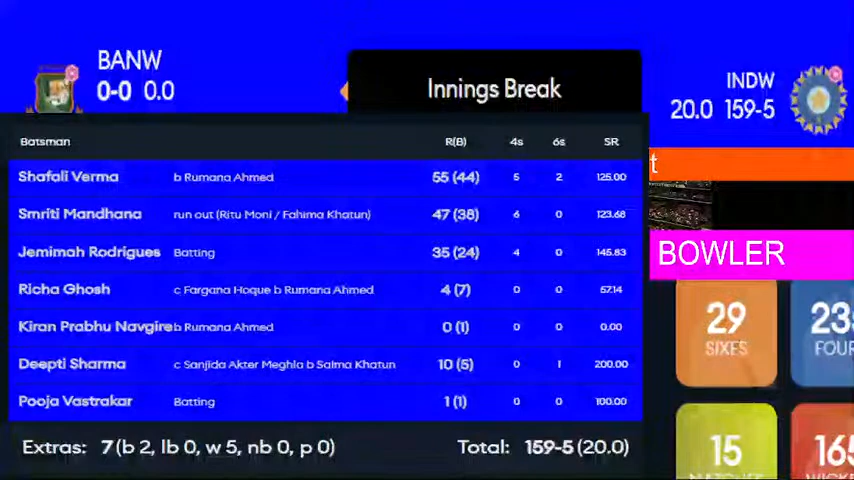 BANW
0-0 0.0
Innings Break
INDW
20.0 159-5
Batsman R(B) 4s 6s SR
Shafali Verma b Rumana Ahmed 55 (44) 5 2 125.00
Smriti Mandhana run out (Ritu Moni / Fahima Khatun) 47 (38) 6 0 123.68
Jemimah Rodrigues Batting 35 (24) 4 0 145.83
Richa Ghosh c Fargana Hoque b Rumana Ahmed 4 (7) 0 0 57.14
Kiran Prabhu Navgire b Rumana Ahmed 0 (1) 0 0 0.00
Deepti Sharma c Sanjida Akter Meghla b Salma Khatun 10 (5) 0 1 200.00
Pooja Vastrakar Batting 1 (1) 0 0 100.00
Extras: 7 (b 2, lb 0, w 5, nb 0, p 0) Total: 159-5 (20.0)
t
BOWLER
29
SIXES
23
FOUR
15
MATCHES
165
WICKE